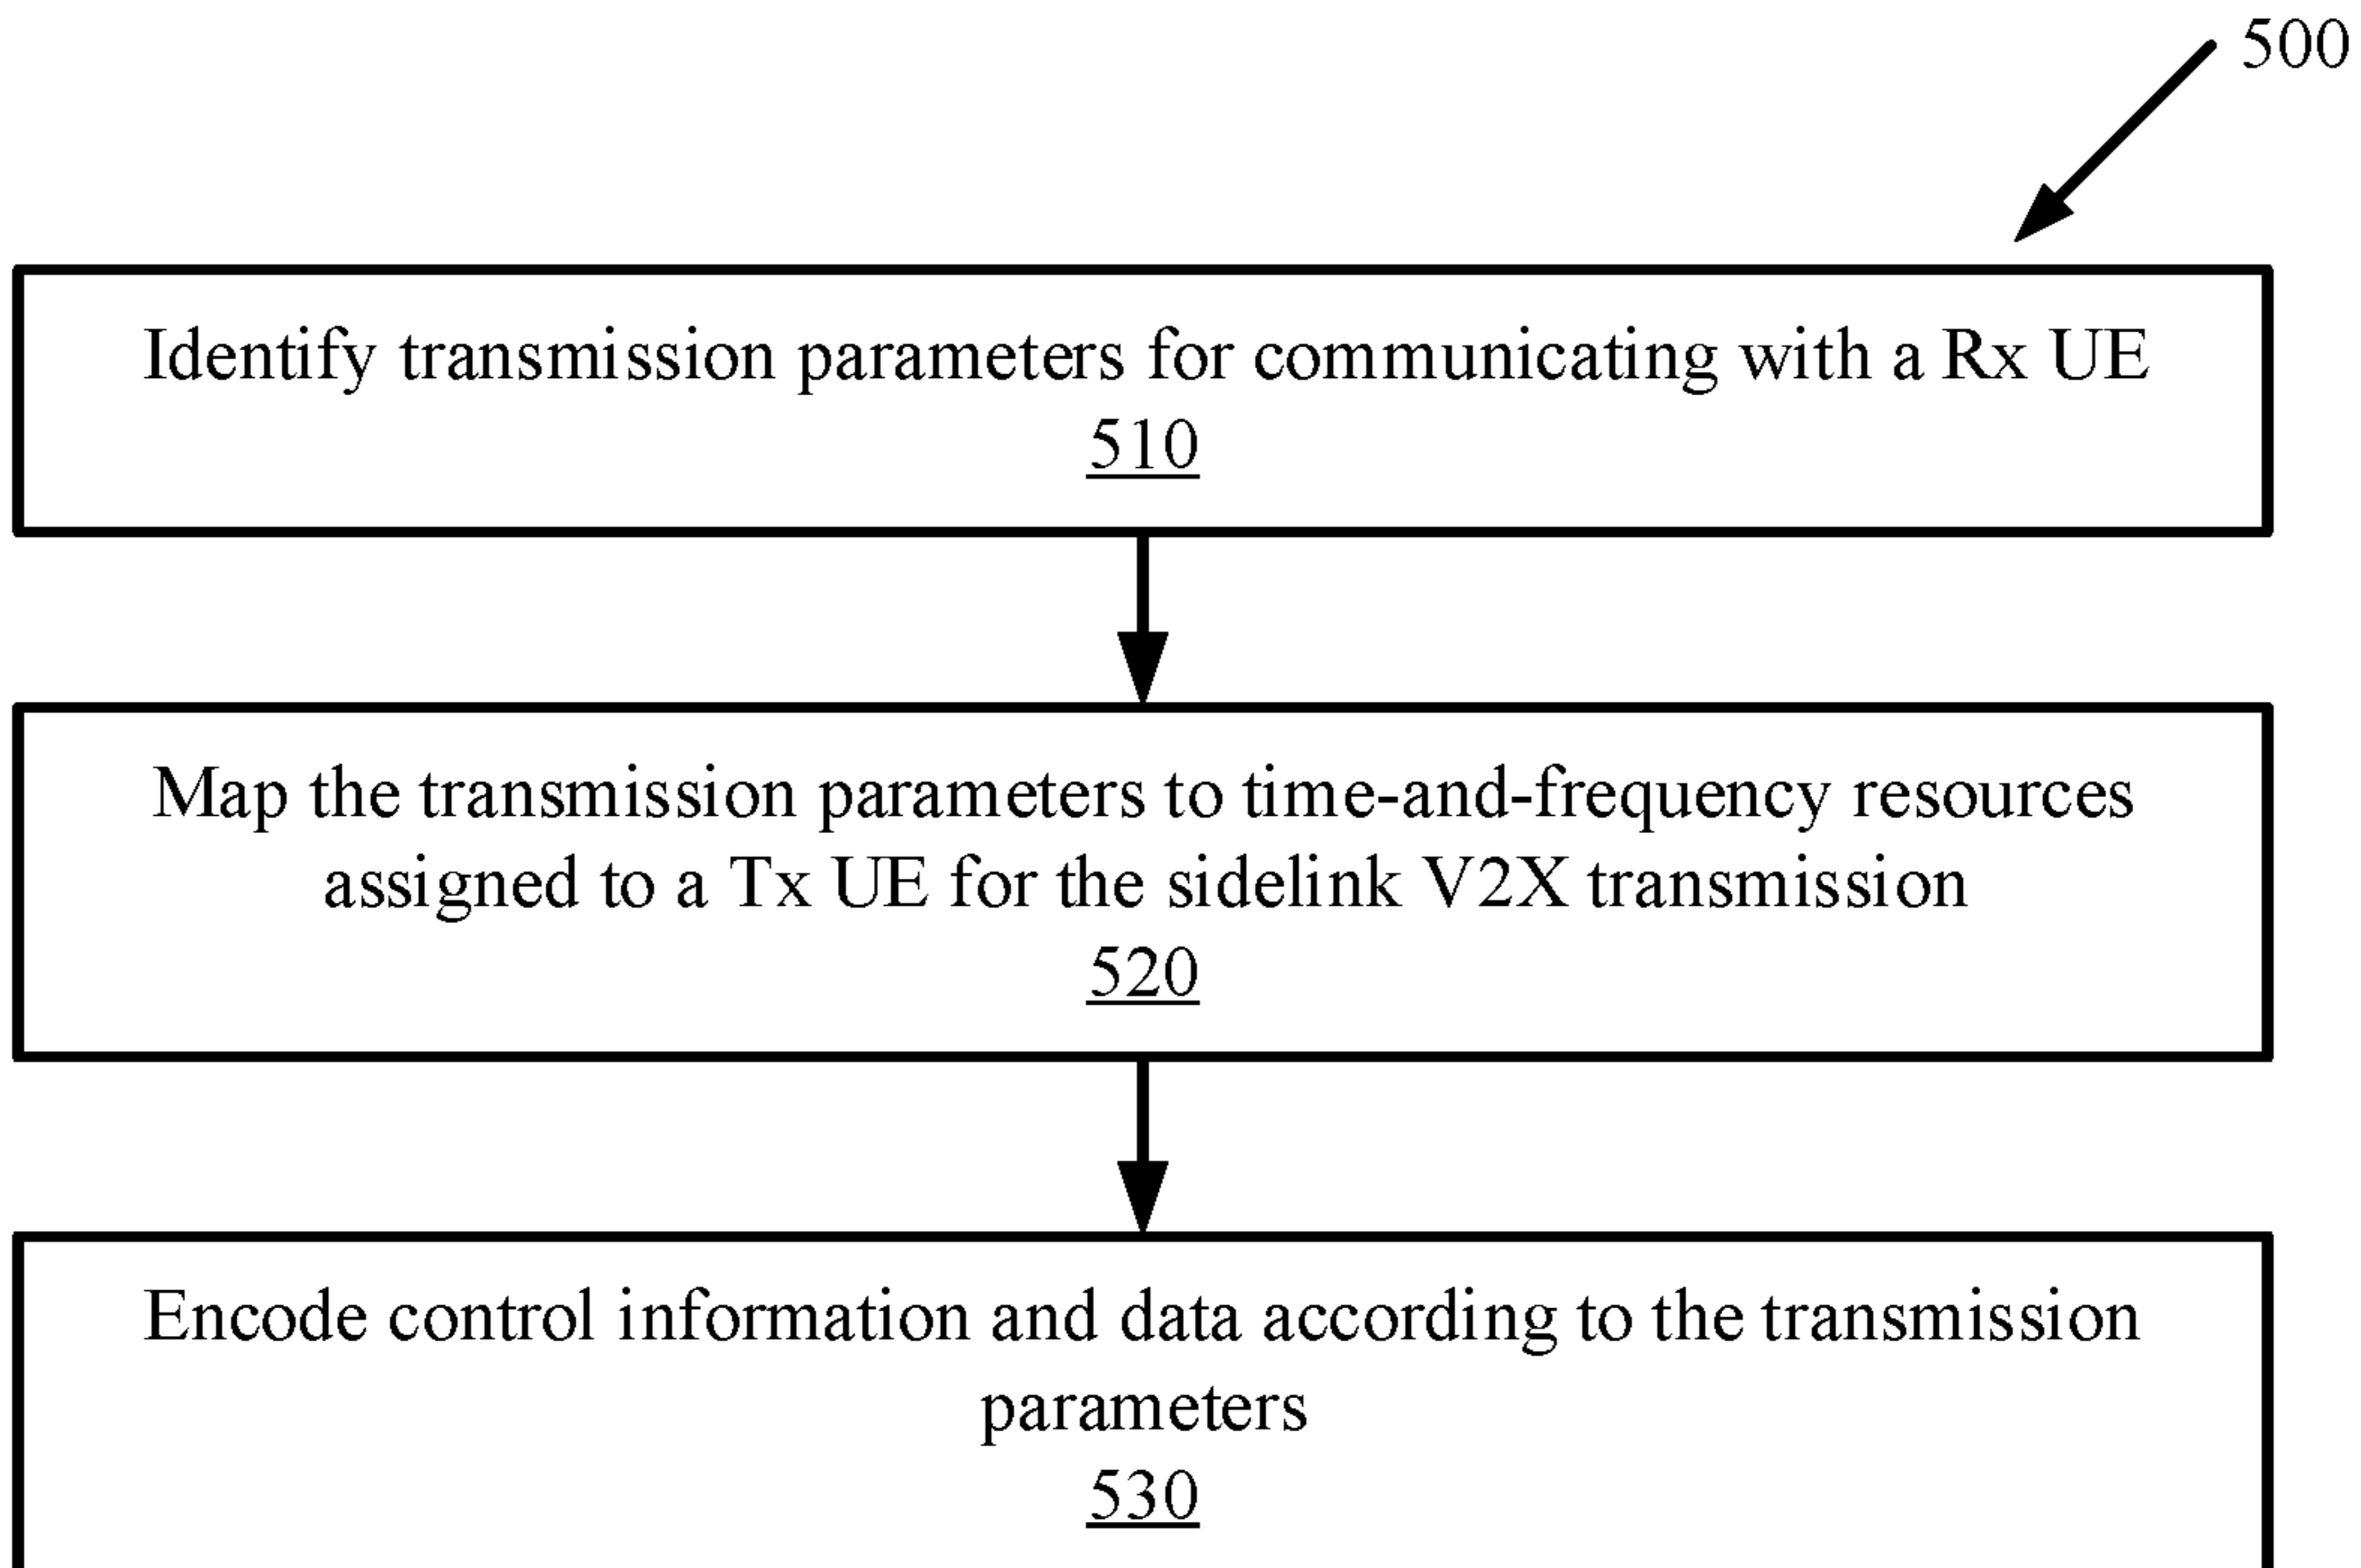 500
Identify transmission parameters for communicating with a Rx UE
510
Map the transmission parameters to time-and-frequency resources
assigned to a Tx UE for the sidelink V2X transmission
520
Encode control information and data according to the transmission
parameters
530